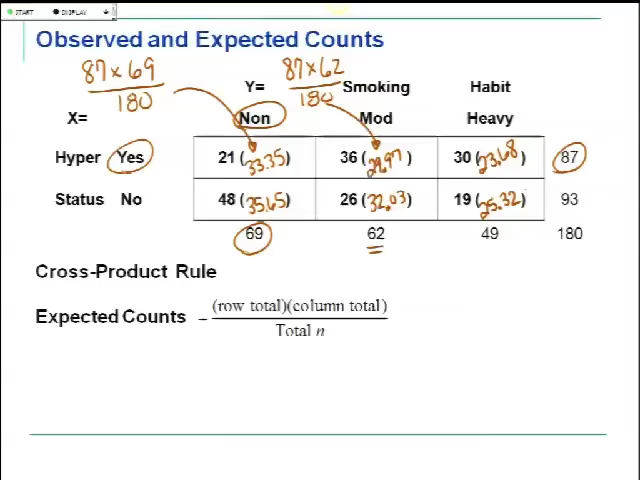 START DISPLAY
Observed and Expected Counts
87 × 69
180
87 × 62
180
Y= Smoking Habit
X= Non Mod Heavy
Hyper Yes 21 (33.35) 36 (29.97) 30 (23.68) 87
Status No 48 (35.65) 26 (32.03) 19 (25.32) 93
69 62 49 180
Cross-Product Rule
Expected Counts = (row total)(column total)
Total n